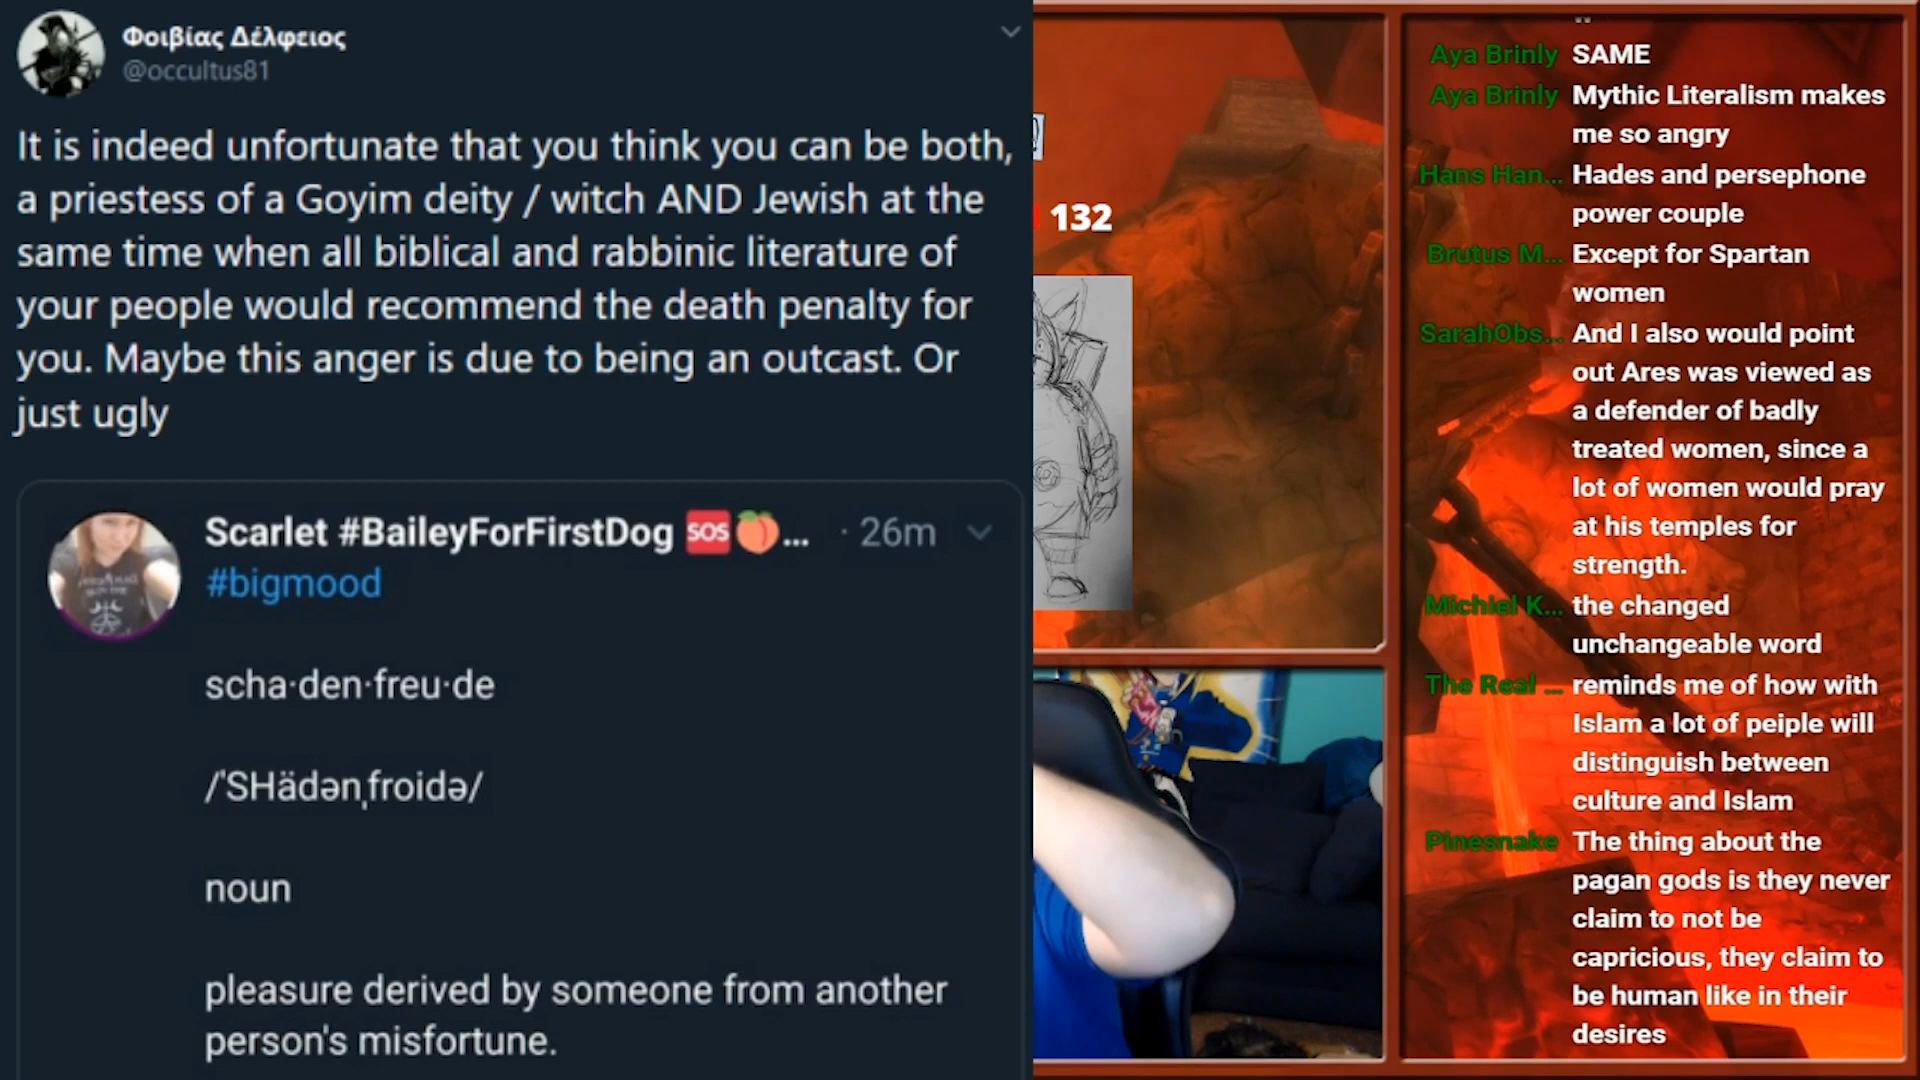 Φοιβίας Δέλφειος
@occultus81
It is indeed unfortunate that you think you can be both,
a priestess of a Goyim deity / witch AND Jewish at the
same time when all biblical and rabbinic literature of
your people would recommend the death penalty for
you. Maybe this anger is due to being an outcast. Or
just ugly
Scarlet #BaileyForFirstDog 🆘🍑... · 26m
#bigmood
scha·den·freu·de
/ˈSHädənˌfroidə/
noun
pleasure derived by someone from another
person's misfortune.
132
Aya Brinly SAME
Aya Brinly Mythic Literalism makes
me so angry
Hans Han... Hades and persephone
power couple
Brutus M... Except for Spartan
women
SarahObs... And I also would point
out Ares was viewed as
a defender of badly
treated women, since a
lot of women would pray
at his temples for
strength.
Michiel K... the changed
unchangeable word
The Real ... reminds me of how with
Islam a lot of peiple will
distinguish between
culture and Islam
Pinesnake The thing about the
pagan gods is they never
claim to not be
capricious, they claim to
be human like in their
desires